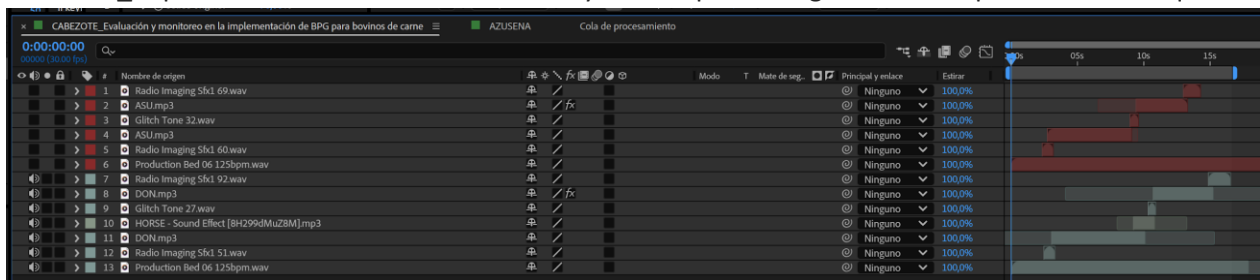 × CABEZOTE_Evaluación y monitoreo en la implementación de BPG para bovinos de carne ≡ AZUSENA Cola de procesamiento
0:00:00:00
00000 (30.00 fps)
05s 10s 15s
# Nombre de origen Modo T Mate de seg.. Principal y enlace Estirar
1 Radio Imaging Sfx1 69.wav Ninguno 100,0%
2 ASU.mp3 fx Ninguno 100,0%
3 Glitch Tone 32.wav Ninguno 100,0%
4 ASU.mp3 Ninguno 100,0%
5 Radio Imaging Sfx1 60.wav Ninguno 100,0%
6 Production Bed 06 125bpm.wav Ninguno 100,0%
7 Radio Imaging Sfx1 92.wav Ninguno 100,0%
8 DON.mp3 fx Ninguno 100,0%
9 Glitch Tone 27.wav Ninguno 100,0%
10 HORSE - Sound Effect [8H299dMuZ8M].mp3 Ninguno 100,0%
11 DON.mp3 Ninguno 100,0%
12 Radio Imaging Sfx1 51.wav Ninguno 100,0%
13 Production Bed 06 125bpm.wav Ninguno 100,0%